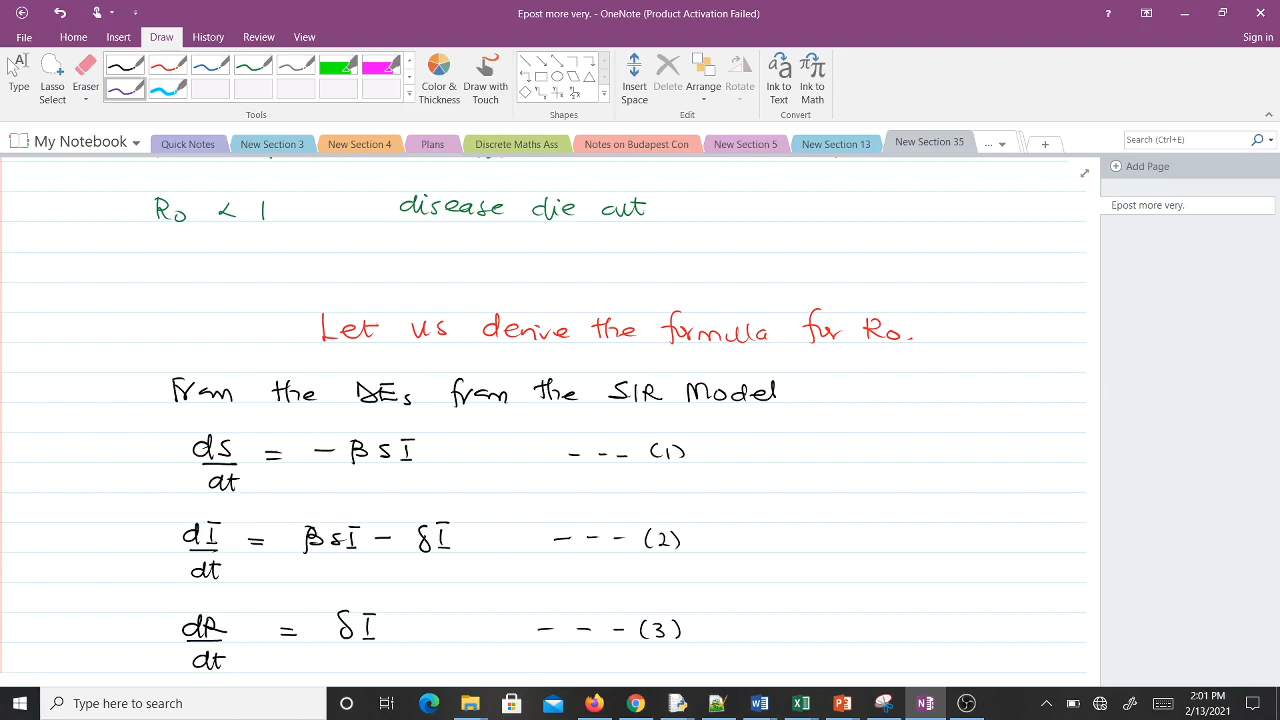 Epost more very. - OneNote (Product Activation Failed)
File Home Insert Draw History Review View
Sign in
Type Lasso Select Eraser Color & Thickness Draw with Touch Insert Space Delete Arrange Rotate Ink to Text Ink to Math
Tools Shapes Edit Convert
My Notebook Quick Notes New Section 3 New Section 4 Plans Discrete Maths Ass Notes on Budapest Con New Section 5 New Section 13 New Section 35 ... Search (Ctrl+E)
Add Page
Epost more very.
R₀ < 1 disease die out
Let us derive the formulla for R₀.
From the DEs from the SIR Model
dS/dt = - βSI --- (1)
dI/dt = βSI - δI --- (2)
dR/dt = δI --- (3)
Type here to search
2:01 PM
2/13/2021